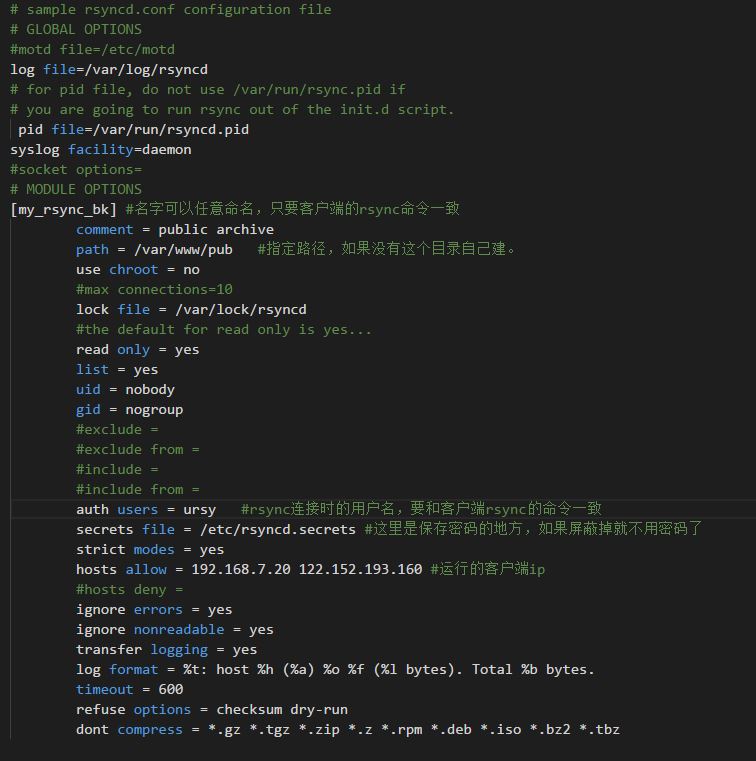 # sample rsyncd.conf configuration file
# GLOBAL OPTIONS
#motd file=/etc/motd
log file=/var/log/rsyncd
# for pid file, do not use /var/run/rsync.pid if
# you are going to run rsync out of the init.d script.
pid file=/var/run/rsyncd.pid
syslog facility=daemon
#socket options=
# MODULE OPTIONS
[my_rsync_bk] #名字可以任意命名，只要客户端的rsync命令一致
comment = public archive
path = /var/www/pub   #指定路径，如果没有这个目录自己建。
use chroot = no
#max connections=10
lock file = /var/lock/rsyncd
#the default for read only is yes...
read only = yes
list = yes
uid = nobody
gid = nogroup
#exclude =
#exclude from =
#include =
#include from =
auth users = ursy   #rsync连接时的用户名，要和客户端rsync的命令一致
secrets file = /etc/rsyncd.secrets #这里是保存密码的地方，如果屏蔽掉就不用密码了
strict modes = yes
hosts allow = 192.168.7.20 122.152.193.160 #运行的客户端ip
#hosts deny =
ignore errors = yes
ignore nonreadable = yes
transfer logging = yes
log format = %t: host %h (%a) %o %f (%l bytes). Total %b bytes.
timeout = 600
refuse options = checksum dry-run
dont compress = *.gz *.tgz *.zip *.z *.rpm *.deb *.iso *.bz2 *.tbz